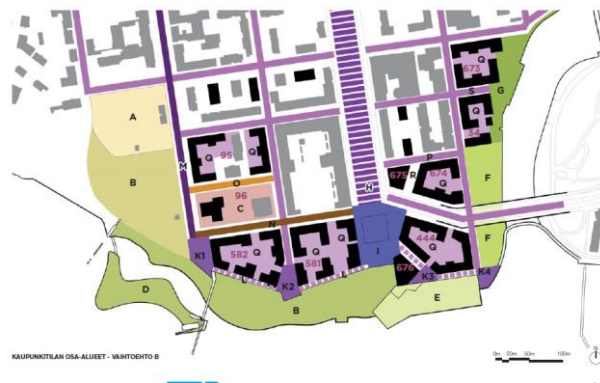 673
Q
S
G
Q
34
A
P
M
Q
95
Q
675
R
674
Q
B
O
H
F
96
C
N
F
K1
582
Q
Q
581
Q
I
444
Q
676
K3
K4
L
K2
L
D
B
E
KAUPUNKITILAN OSA-ALUEET - VAIHTOEHTO B
0m 20m 50m 100m